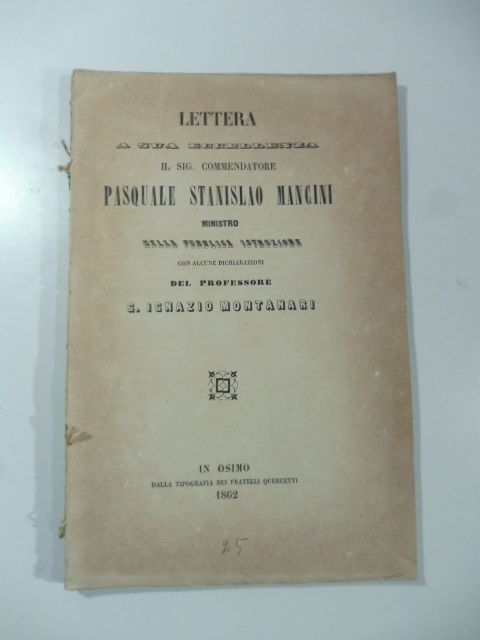 LETTERA
A SUA ECCELLENZA
IL SIG. COMMENDATORE
PASQUALE STANISLAO MANCINI
MINISTRO
DELLA PUBBLICA ISTRUZIONE
CON ALCUNE DICHIARAZIONI
DEL PROFESSORE
G. IGNAZIO MONTANARI
IN OSIMO
DALLA TIPOGRAFIA DEI FRATELLI QUERCETTI
1862
25